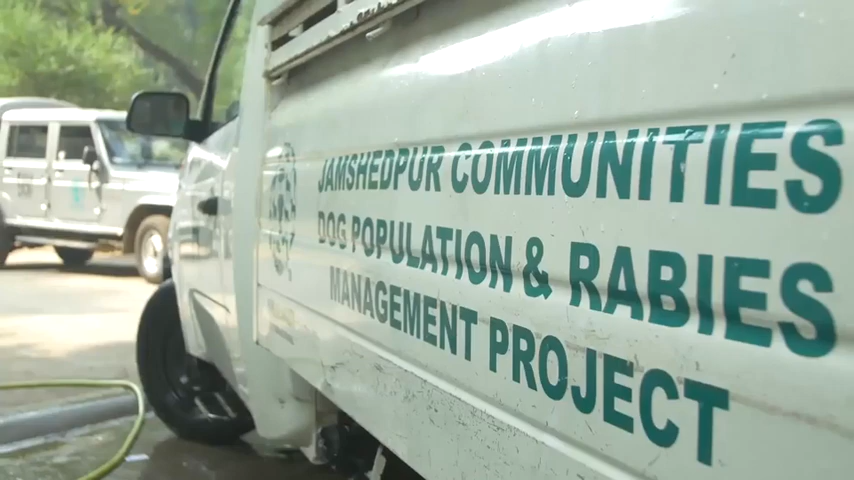 JAMSHEDPUR COMMUNITIES
DOG POPULATION & RABIES
MANAGEMENT PROJECT